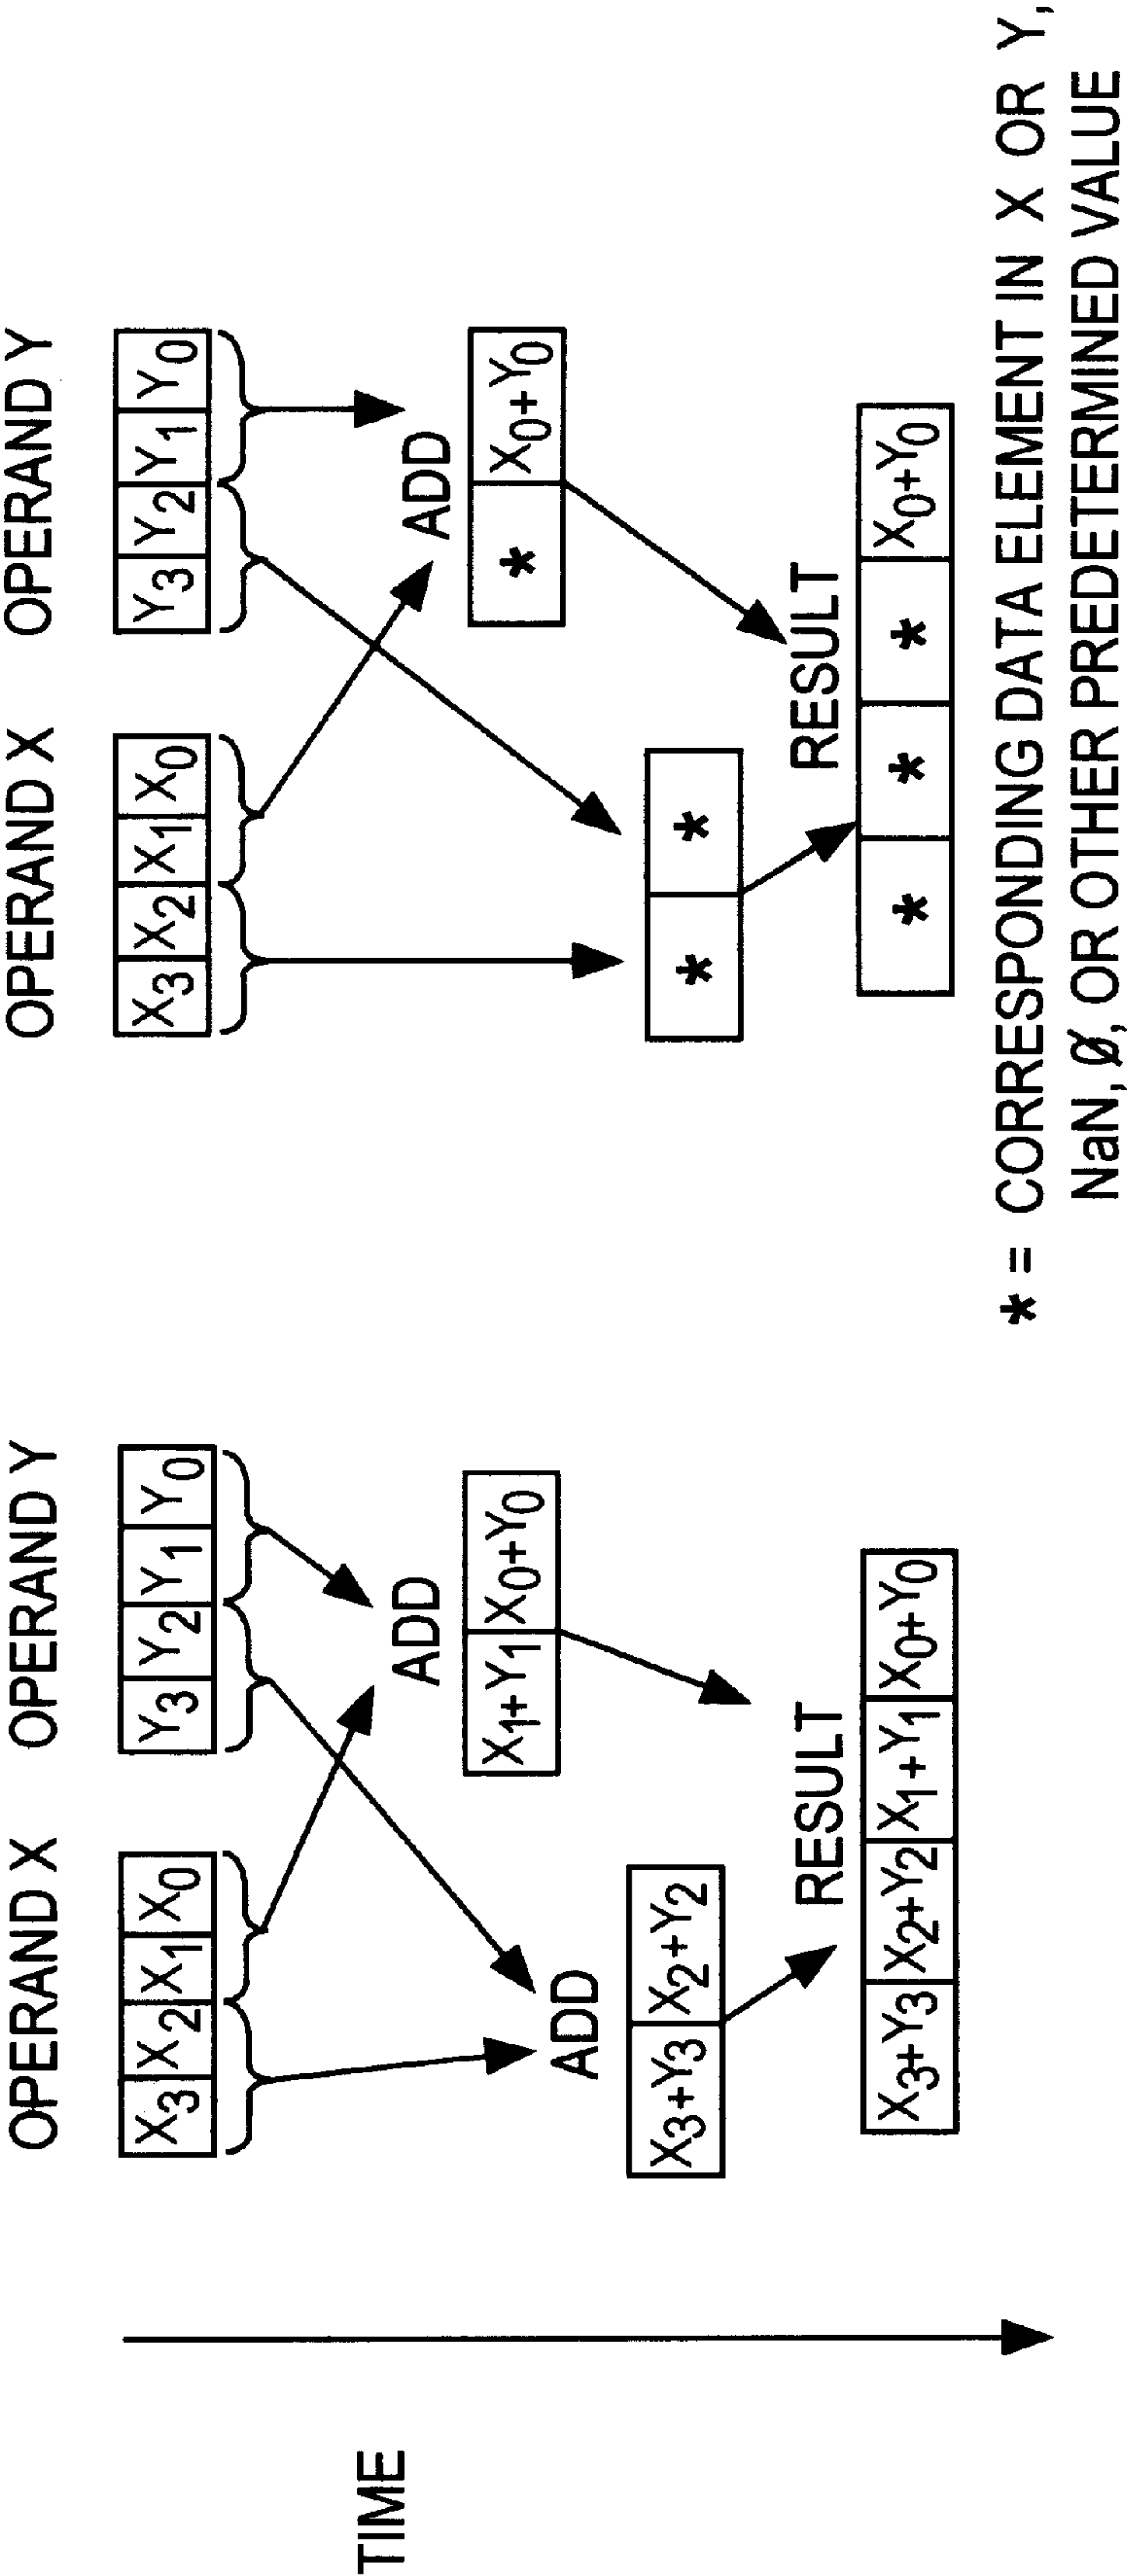 TIME
OPERAND X OPERAND Y
X3 X2 X1 X0 Y3 Y2 Y1 Y0
ADD
X1+Y1 X0+Y0
ADD
X3+Y3 X2+Y2
RESULT
X3+Y3 X2+Y2 X1+Y1 X0+Y0
OPERAND X OPERAND Y
X3 X2 X1 X0 Y3 Y2 Y1 Y0
ADD
* X0+Y0
* *
RESULT
* * * X0+Y0
* = CORRESPONDING DATA ELEMENT IN X OR Y,
NaN, Ø, OR OTHER PREDETERMINED VALUE